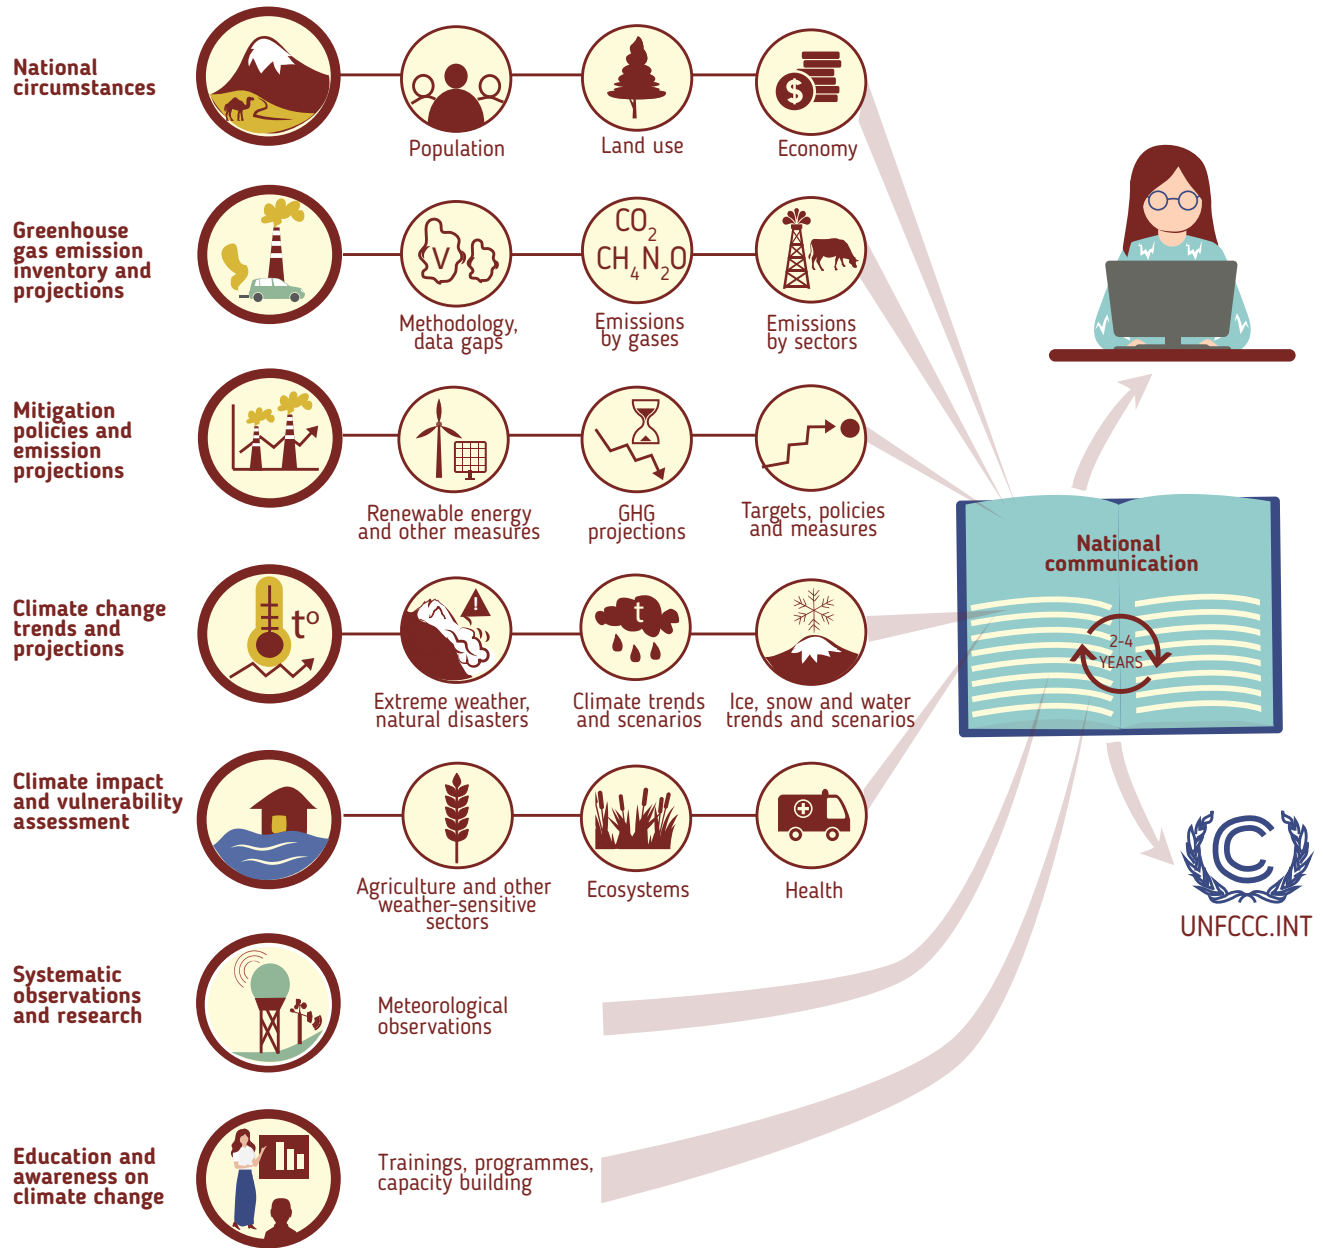 National
circumstances
Population
Land use
Economy
$
Greenhouse
gas emission
inventory and
projections
V
CO2
CH4 N2O
Methodology,
data gaps
Emissions
by gases
Emissions
by sectors
Mitigation
policies and
emission
projections
Renewable energy
and other measures
GHG
projections
Targets, policies
and measures
Climate change
trends and
projections
t°
!
t
Extreme weather,
natural disasters
Climate trends
and scenarios
Ice, snow and water
trends and scenarios
Climate impact
and vulnerability
assessment
Agriculture and other
weather-sensitive
sectors
Ecosystems
Health
Systematic
observations
and research
Meteorological
observations
Education and
awareness on
climate change
Trainings, programmes,
capacity building
National
communication
2-4
YEARS
UNFCCC.INT